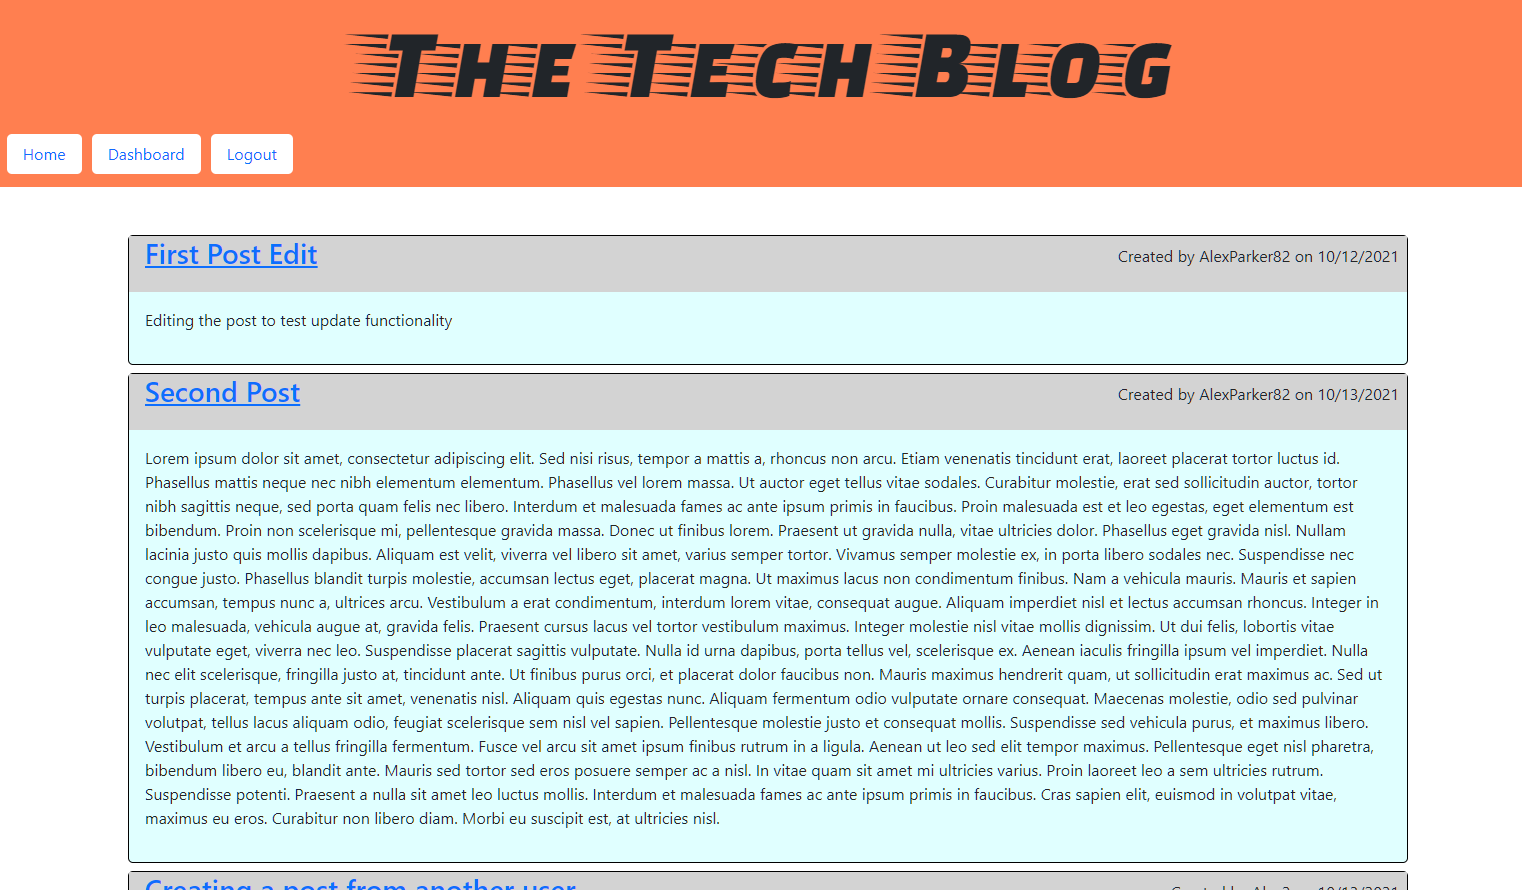 The Tech Blog
Home Dashboard Logout
First Post Edit Created by AlexParker82 on 10/12/2021
Editing the post to test update functionality
Second Post Created by AlexParker82 on 10/13/2021
Lorem ipsum dolor sit amet, consectetur adipiscing elit. Sed nisi risus, tempor a mattis a, rhoncus non arcu. Etiam venenatis tincidunt erat, laoreet placerat tortor luctus id.
Phasellus mattis neque nec nibh elementum elementum. Phasellus vel lorem massa. Ut auctor eget tellus vitae sodales. Curabitur molestie, erat sed sollicitudin auctor, tortor
nibh sagittis neque, sed porta quam felis nec libero. Interdum et malesuada fames ac ante ipsum primis in faucibus. Proin malesuada est et leo egestas, eget elementum est
bibendum. Proin non scelerisque mi, pellentesque gravida massa. Donec ut finibus lorem. Praesent ut gravida nulla, vitae ultricies dolor. Phasellus eget gravida nisl. Nullam
lacinia justo quis mollis dapibus. Aliquam est velit, viverra vel libero sit amet, varius semper tortor. Vivamus semper molestie ex, in porta libero sodales nec. Suspendisse nec
congue justo. Phasellus blandit turpis molestie, accumsan lectus eget, placerat magna. Ut maximus lacus non condimentum finibus. Nam a vehicula mauris. Mauris et sapien
accumsan, tempus nunc a, ultrices arcu. Vestibulum a erat condimentum, interdum lorem vitae, consequat augue. Aliquam imperdiet nisl et lectus accumsan rhoncus. Integer in
leo malesuada, vehicula augue at, gravida felis. Praesent cursus lacus vel tortor vestibulum maximus. Integer molestie nisl vitae mollis dignissim. Ut dui felis, lobortis vitae
vulputate eget, viverra nec leo. Suspendisse placerat sagittis vulputate. Nulla id urna dapibus, porta tellus vel, scelerisque ex. Aenean iaculis fringilla ipsum vel imperdiet. Nulla
nec elit scelerisque, fringilla justo at, tincidunt ante. Ut finibus purus orci, et placerat dolor faucibus non. Mauris maximus hendrerit quam, ut sollicitudin erat maximus ac. Sed ut
turpis placerat, tempus ante sit amet, venenatis nisl. Aliquam quis egestas nunc. Aliquam fermentum odio vulputate ornare consequat. Maecenas molestie, odio sed pulvinar
volutpat, tellus lacus aliquam odio, feugiat scelerisque sem nisl vel sapien. Pellentesque molestie justo et consequat mollis. Suspendisse sed vehicula purus, et maximus libero.
Vestibulum et arcu a tellus fringilla fermentum. Fusce vel arcu sit amet ipsum finibus rutrum in a ligula. Aenean ut leo sed elit tempor maximus. Pellentesque eget nisl pharetra,
bibendum libero eu, blandit ante. Mauris sed tortor sed eros posuere semper ac a nisl. In vitae quam sit amet mi ultricies varius. Proin laoreet leo a sem ultricies rutrum.
Suspendisse potenti. Praesent a nulla sit amet leo luctus mollis. Interdum et malesuada fames ac ante ipsum primis in faucibus. Cras sapien elit, euismod in volutpat vitae,
maximus eu eros. Curabitur non libero diam. Morbi eu suscipit est, at ultricies nisl.
Creating a post from another user